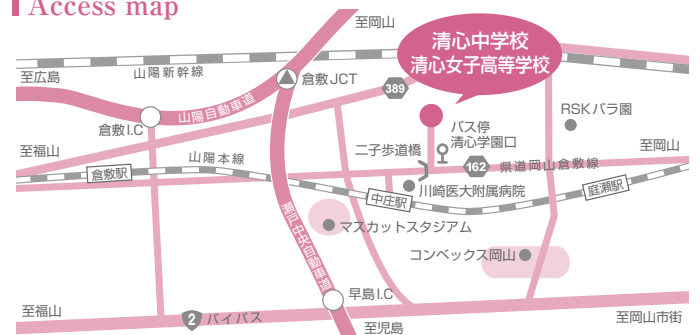 Access map
至岡山
清心中学校
清心女子高等学校
至広島
山陽新幹線
倉敷JCT
389
山陽自動車道
倉敷I.C
バス停
清心学園口
RSKバラ園
二子歩道橋
至岡山
至福山
山陽本線
162
県道岡山倉敷線
倉敷駅
川崎医大附属病院
中庄駅
庭瀬駅
瀬戸中央自動車道
マスカットスタジアム
コンベックス岡山
早島I.C
至福山
2
バイパス
至岡山市街
至児島